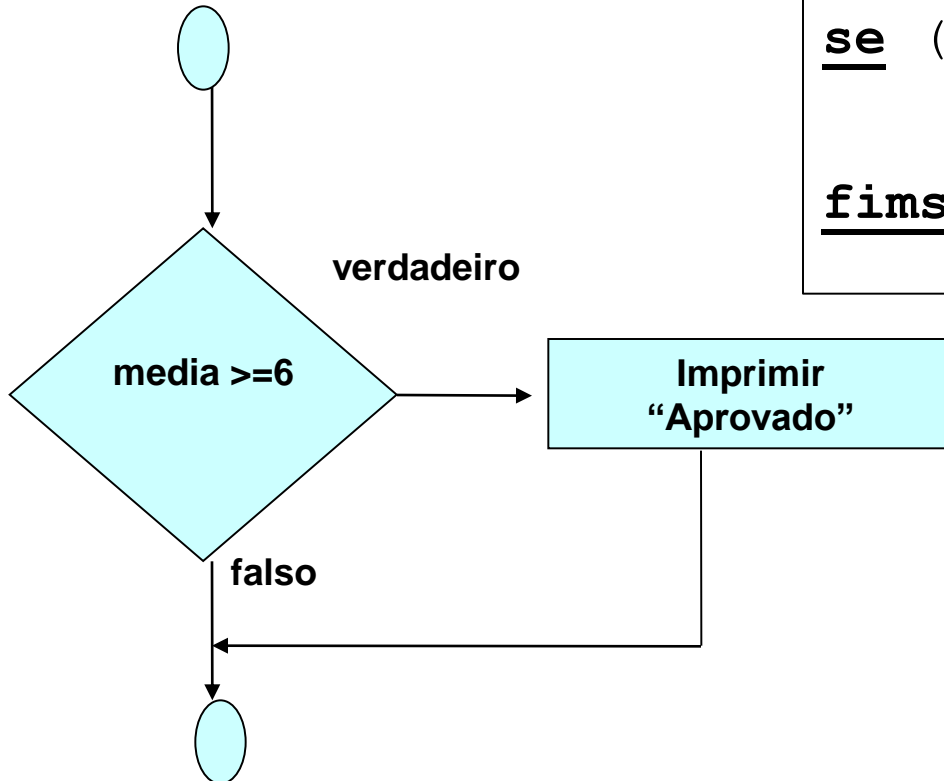 se (
fims
verdadeiro
media >=6
Imprimir
“Aprovado”
falso